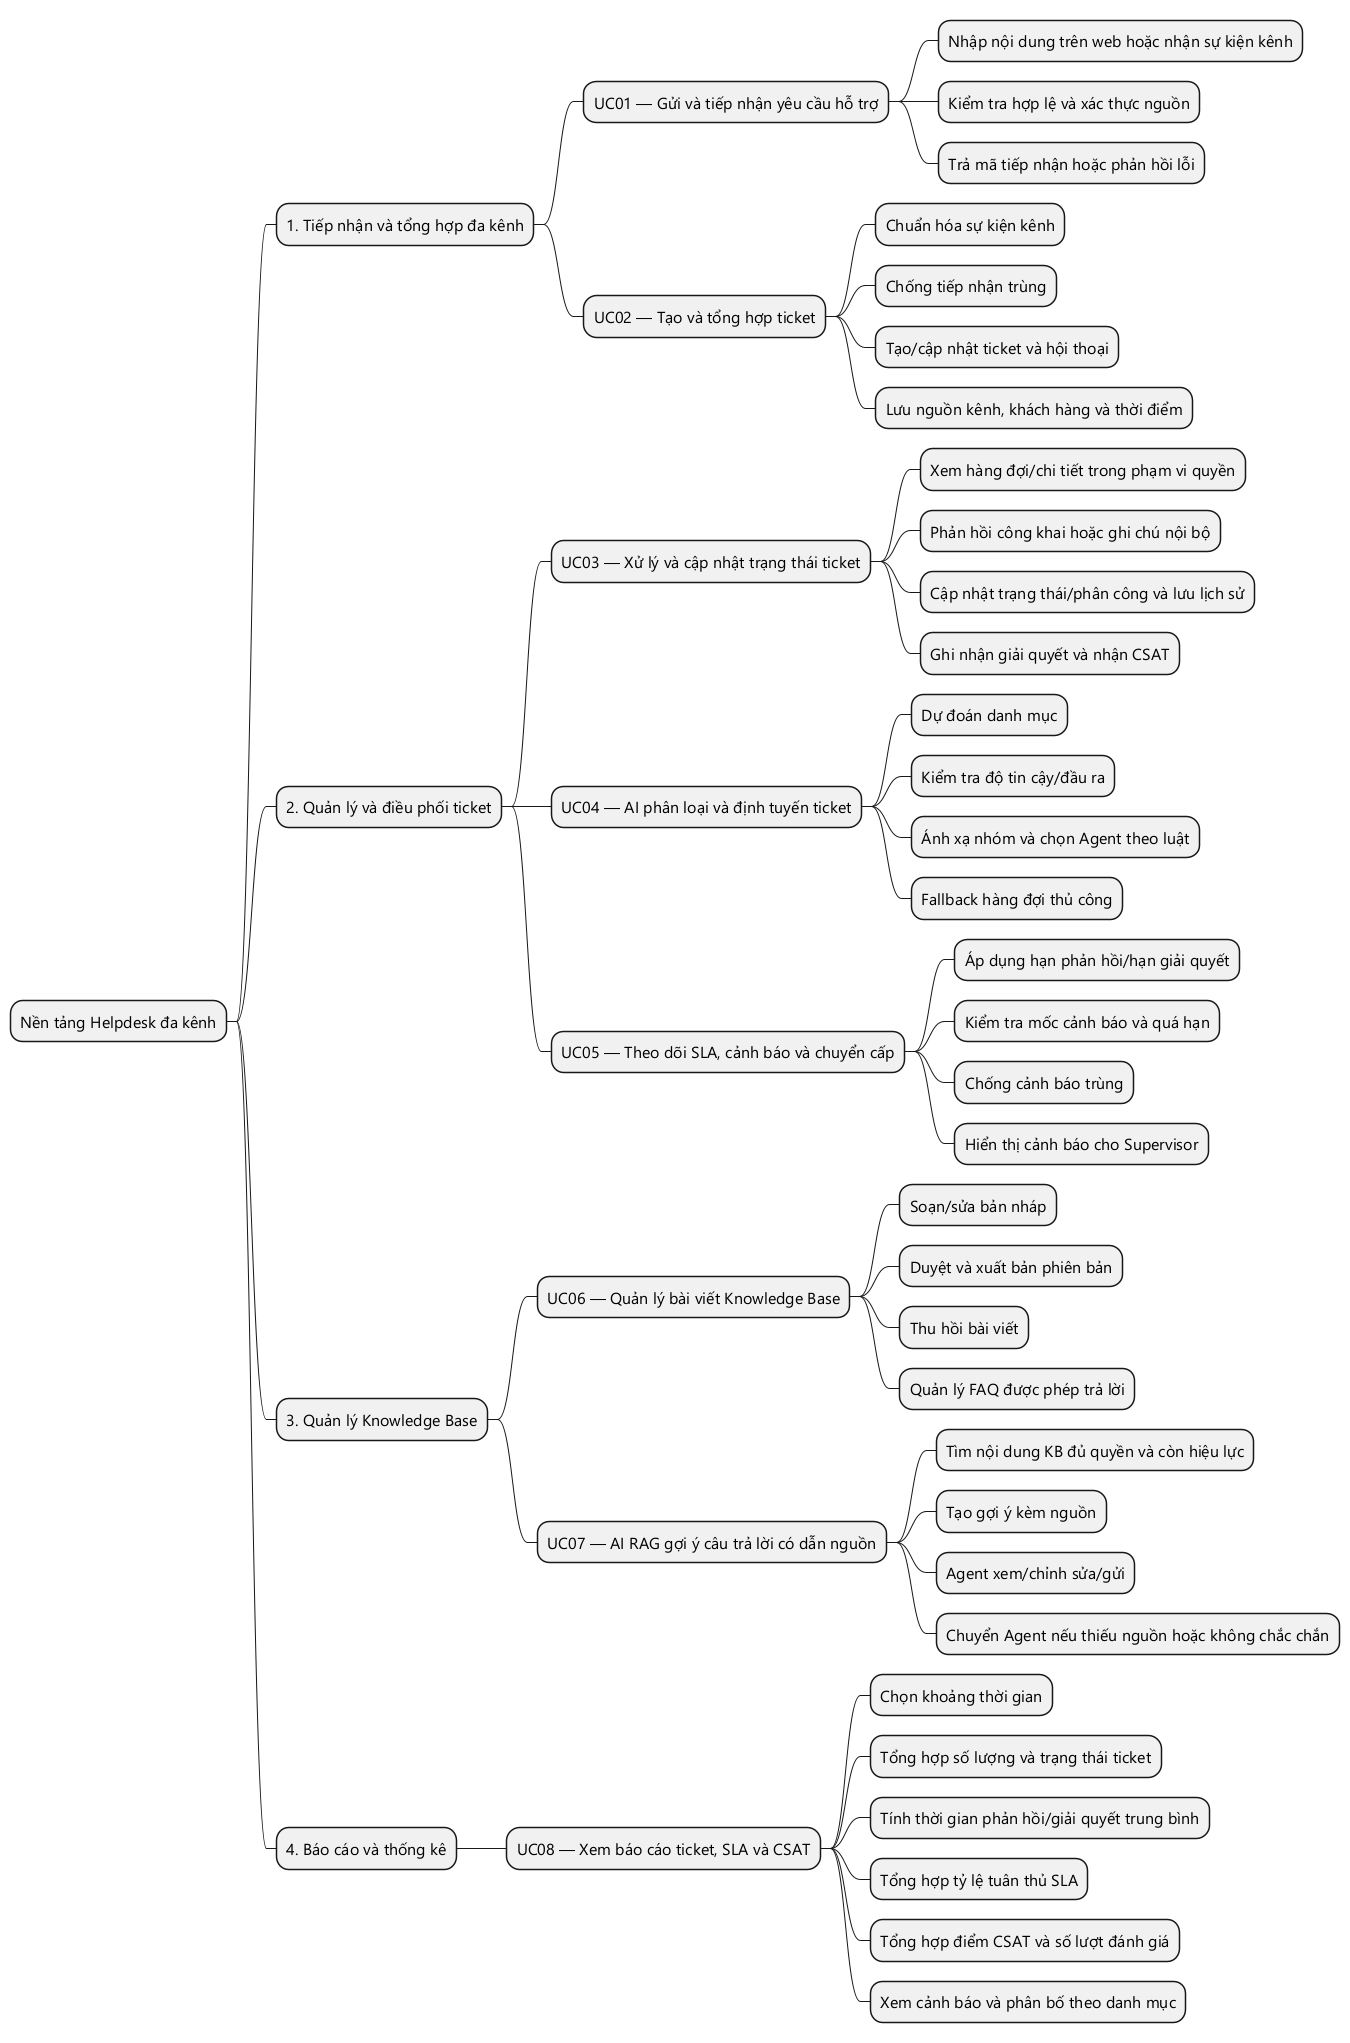 Nền tảng Helpdesk đa kênh
1. Tiếp nhận và tổng hợp đa kênh
UC01 — Gửi và tiếp nhận yêu cầu hỗ trợ
Nhập nội dung trên web hoặc nhận sự kiện kênh
Kiểm tra hợp lệ và xác thực nguồn
Trả mã tiếp nhận hoặc phản hồi lỗi
UC02 — Tạo và tổng hợp ticket
Chuẩn hóa sự kiện kênh
Chống tiếp nhận trùng
Tạo/cập nhật ticket và hội thoại
Lưu nguồn kênh, khách hàng và thời điểm
2. Quản lý và điều phối ticket
UC03 — Xử lý và cập nhật trạng thái ticket
Xem hàng đợi/chi tiết trong phạm vi quyền
Phản hồi công khai hoặc ghi chú nội bộ
Cập nhật trạng thái/phân công và lưu lịch sử
Ghi nhận giải quyết và nhận CSAT
UC04 — AI phân loại và định tuyến ticket
Dự đoán danh mục
Kiểm tra độ tin cậy/đầu ra
Ánh xạ nhóm và chọn Agent theo luật
Fallback hàng đợi thủ công
UC05 — Theo dõi SLA, cảnh báo và chuyển cấp
Áp dụng hạn phản hồi/hạn giải quyết
Kiểm tra mốc cảnh báo và quá hạn
Chống cảnh báo trùng
Hiển thị cảnh báo cho Supervisor
3. Quản lý Knowledge Base
UC06 — Quản lý bài viết Knowledge Base
Soạn/sửa bản nháp
Duyệt và xuất bản phiên bản
Thu hồi bài viết
Quản lý FAQ được phép trả lời
UC07 — AI RAG gợi ý câu trả lời có dẫn nguồn
Tìm nội dung KB đủ quyền và còn hiệu lực
Tạo gợi ý kèm nguồn
Agent xem/chỉnh sửa/gửi
Chuyển Agent nếu thiếu nguồn hoặc không chắc chắn
4. Báo cáo và thống kê
UC08 — Xem báo cáo ticket, SLA và CSAT
Chọn khoảng thời gian
Tổng hợp số lượng và trạng thái ticket
Tính thời gian phản hồi/giải quyết trung bình
Tổng hợp tỷ lệ tuân thủ SLA
Tổng hợp điểm CSAT và số lượt đánh giá
Xem cảnh báo và phân bố theo danh mục